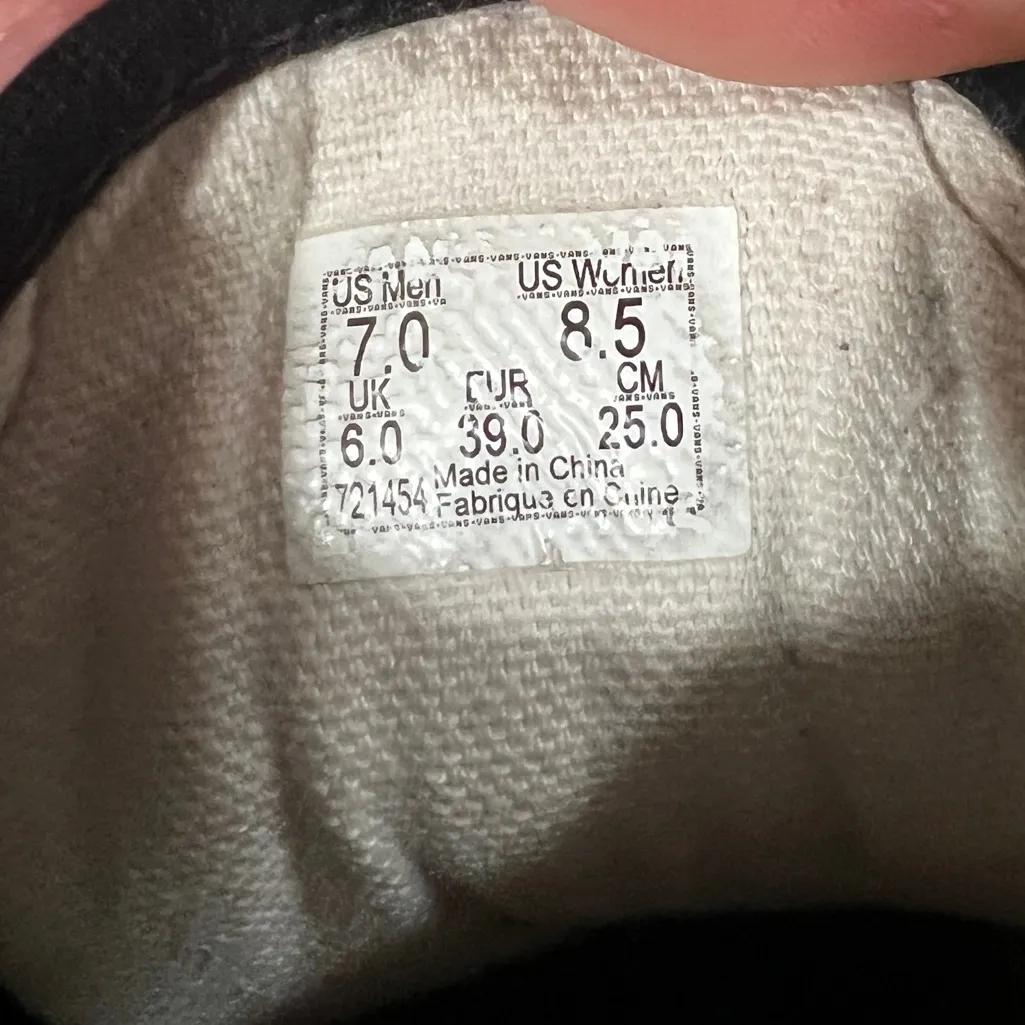 US Men US Women
7.0 8.5
UK EUR CM
6.0 39.0 25.0
Made in China
721454 Fabriqué en Chine